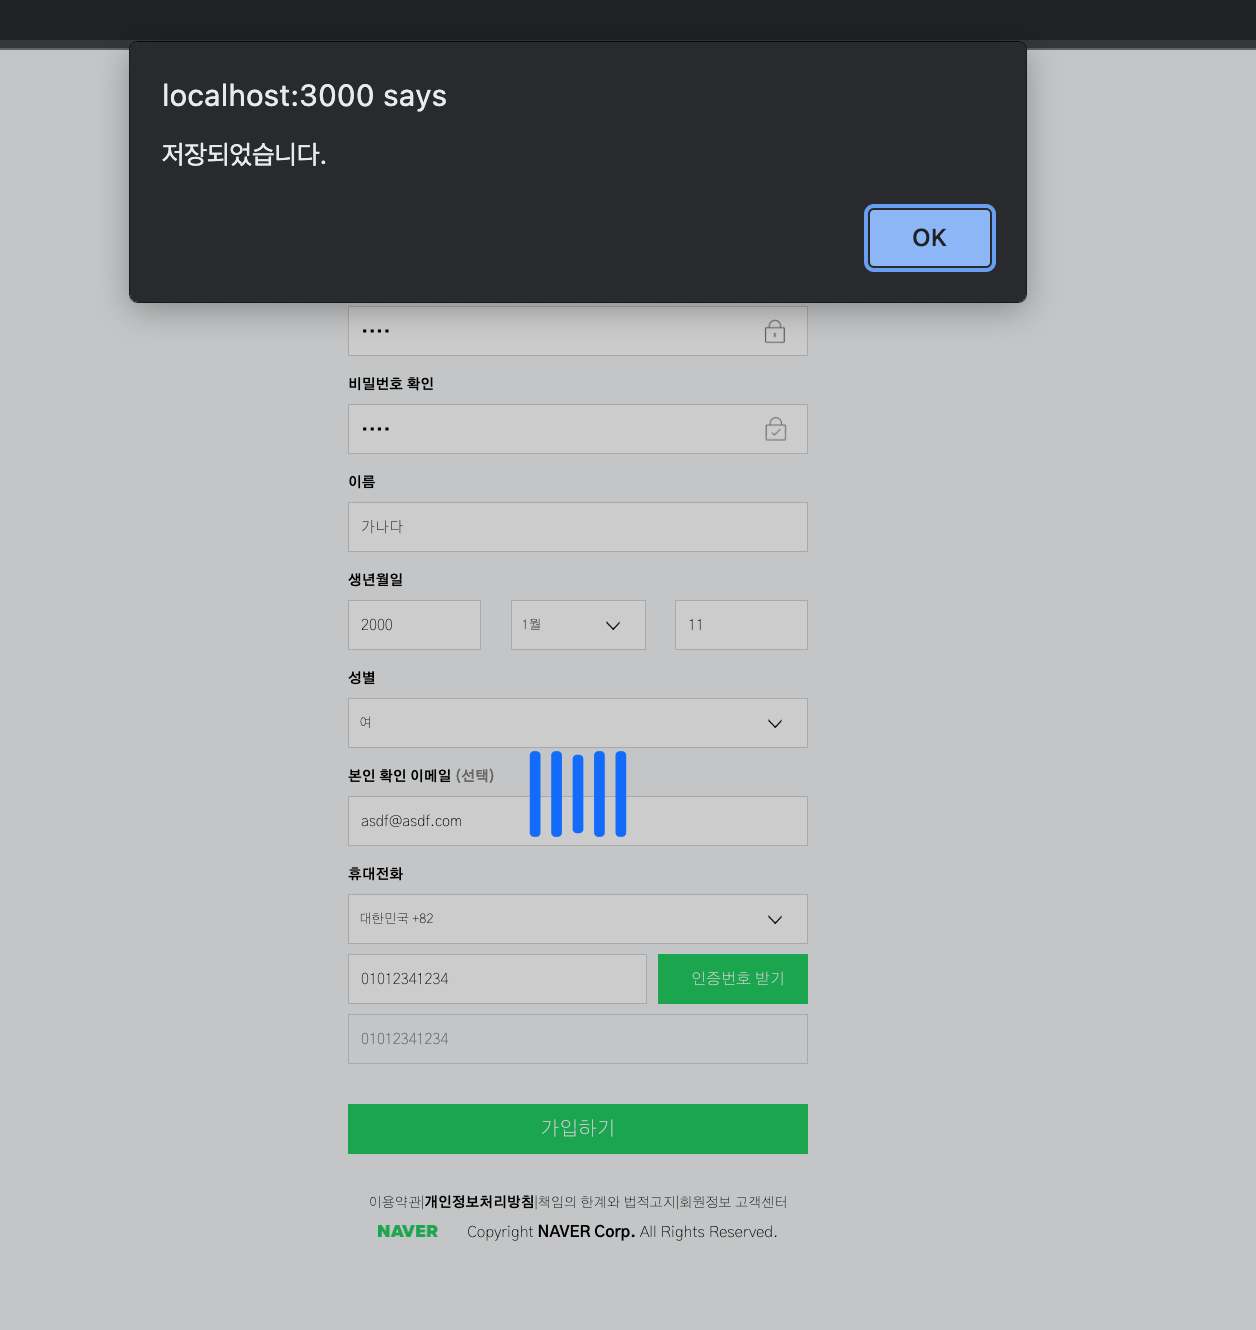 localhost:3000 says
저장되었습니다.
OK
••••
비밀번호 확인
••••
이름
가나다
생년월일
2000 1월 11
성별
여
본인 확인 이메일 (선택)
asdf@asdf.com
휴대전화
대한민국 +82
01012341234 인증번호 받기
01012341234
가입하기
이용약관|개인정보처리방침|책임의 한계와 법적고지|회원정보 고객센터
NAVER Copyright NAVER Corp. All Rights Reserved.